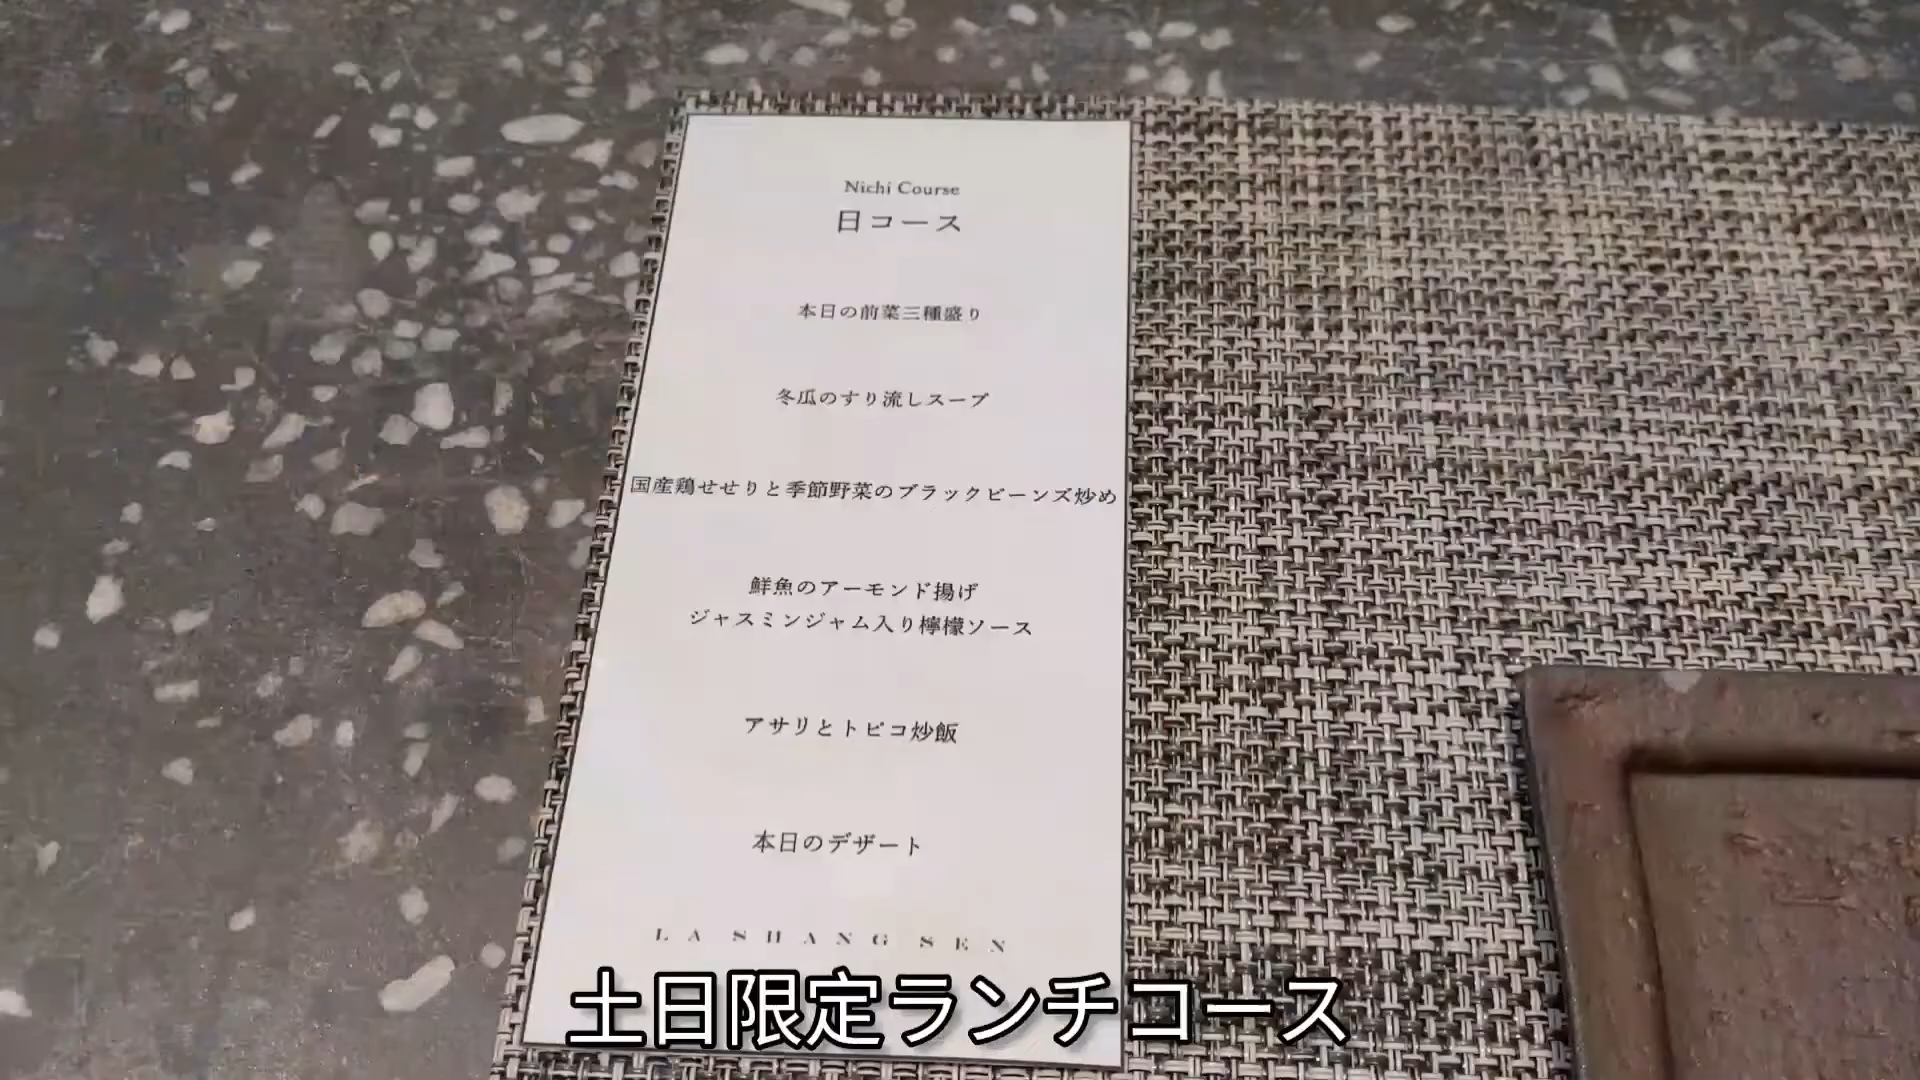 Nichi Course
日コース
本日の前菜三種盛り
冬瓜のすり流しスープ
国産鶏せせりと季節野菜のブラックビーンズ炒め
鮮魚のアーモンド揚げ
ジャスミンジャム入り檸檬ソース
アサリとトビコ炒飯
本日のデザート
LA SHANG SEN
土日限定ランチコース